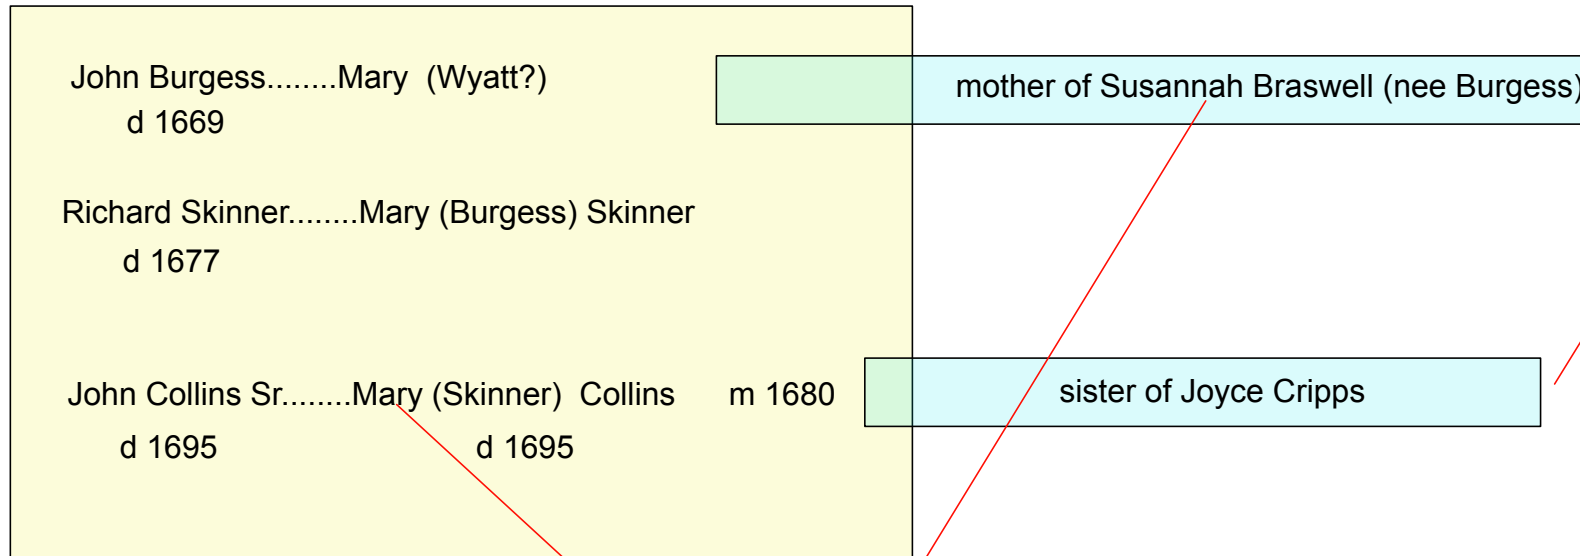 John Burgess........Mary (Wyatt?)
mother of Susannah Braswell (nee Burgess)
d 1669
Richard Skinner........Mary (Burgess) Skinner
d 1677
John Collins Sr........Mary (Skinner) Collins m 1680
sister of Joyce Cripps
d 1695 d 1695